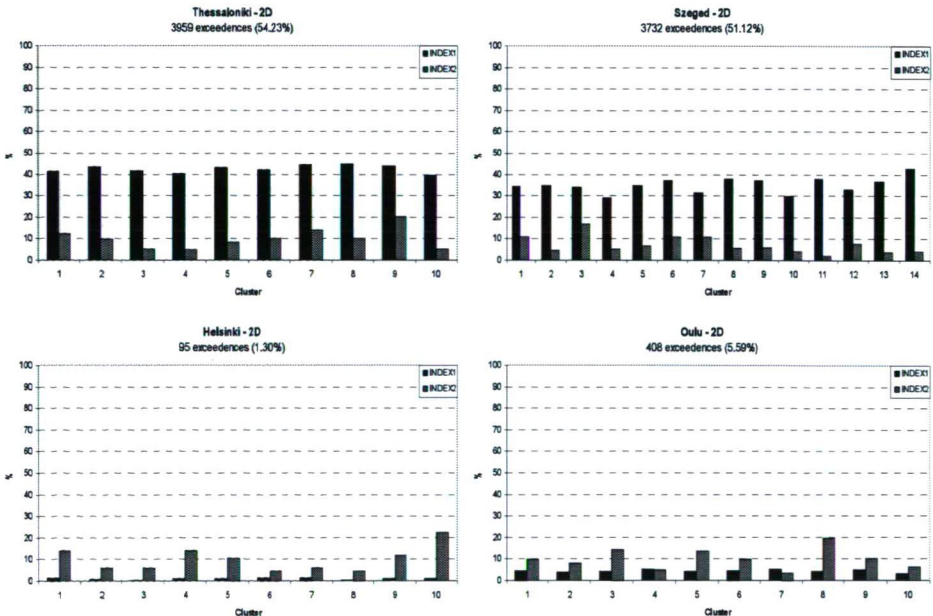 Thessaloniki - 2D
3959 exceedences (54.23%)
100
90
80
70
60
50
40
30
20
10
0
%
INDEX1
INDEX2
1 2 3 4 5 6 7 8 9 10
Cluster
Szeged - 2D
3732 exceedences (51.12%)
100
90
80
70
60
50
40
30
20
10
0
%
INDEX1
INDEX2
1 2 3 4 5 6 7 8 9 10 11 12 13 14
Cluster
Helsinki - 2D
95 exceedences (1.30%)
100
90
80
70
60
50
40
30
20
10
0
%
INDEX1
INDEX2
1 2 3 4 5 6 7 8 9 10
Cluster
Oulu - 2D
408 exceedences (5.59%)
100
90
80
70
60
50
40
30
20
10
0
%
INDEX1
INDEX2
1 2 3 4 5 6 7 8 9 10
Cluster